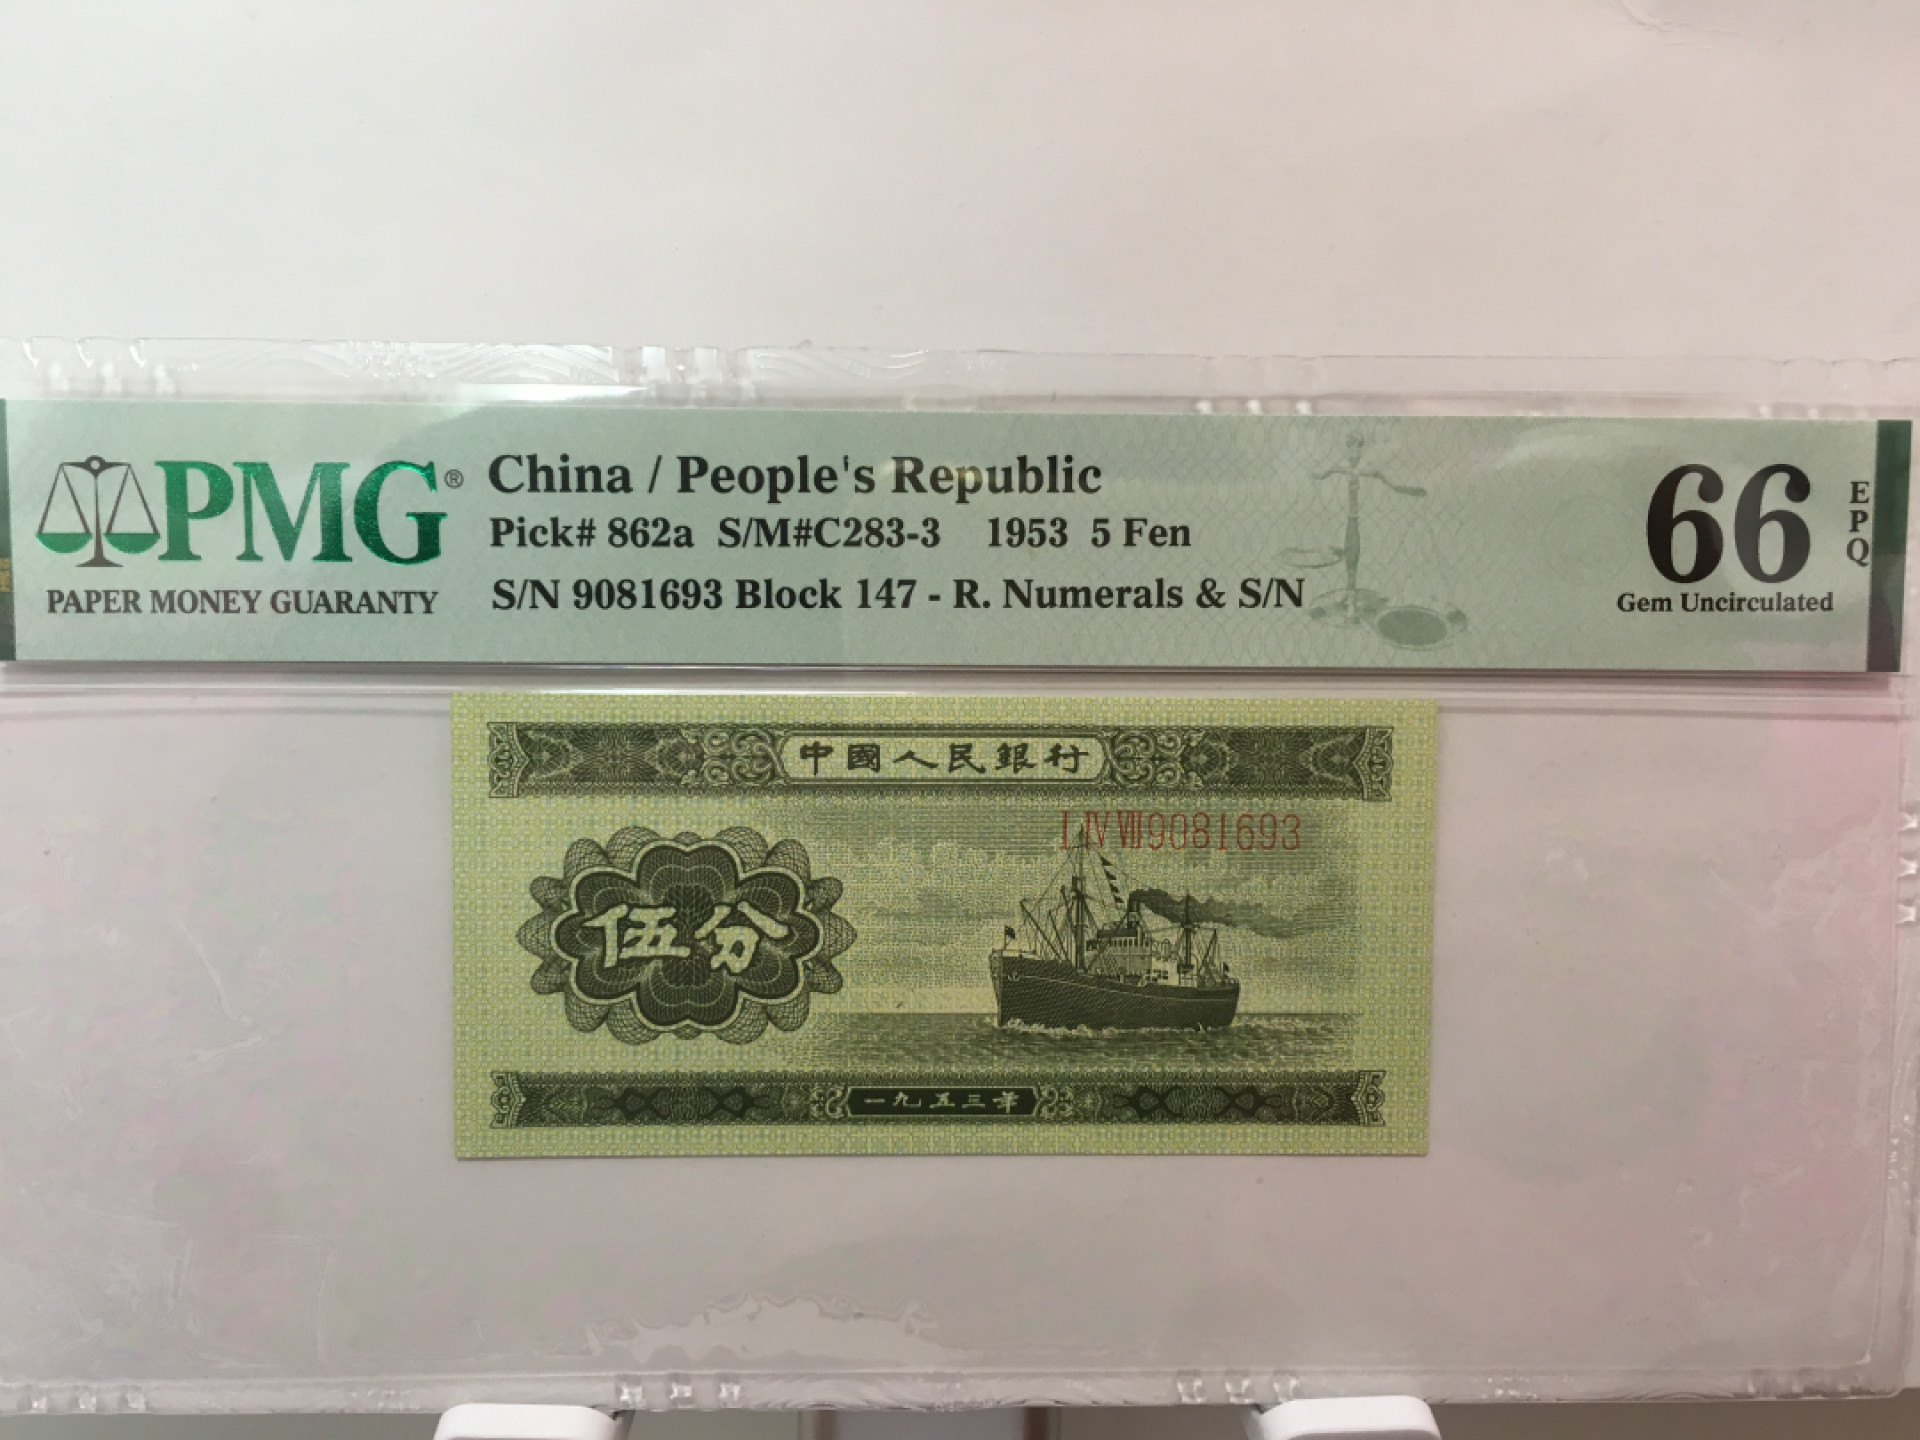 PMG®
PAPER MONEY GUARANTY
China / People's Republic
Pick# 862a S/M#C283-3 1953 5 Fen
S/N 9081693 Block 147 - R. Numerals & S/N
66
EPQ
Gem Uncirculated
中國人民銀行
I IV VII 9081693
伍分
一九五三年